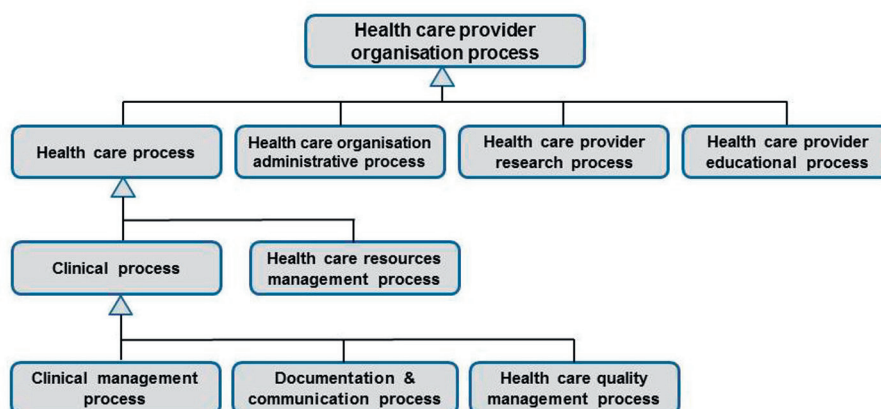 Health care provider
organisation process
Health care process
Health care organisation
administrative process
Health care provider
research process
Health care provider
educational process
Clinical process
Health care resources
management process
Clinical management
process
Documentation &
communication process
Health care quality
management process